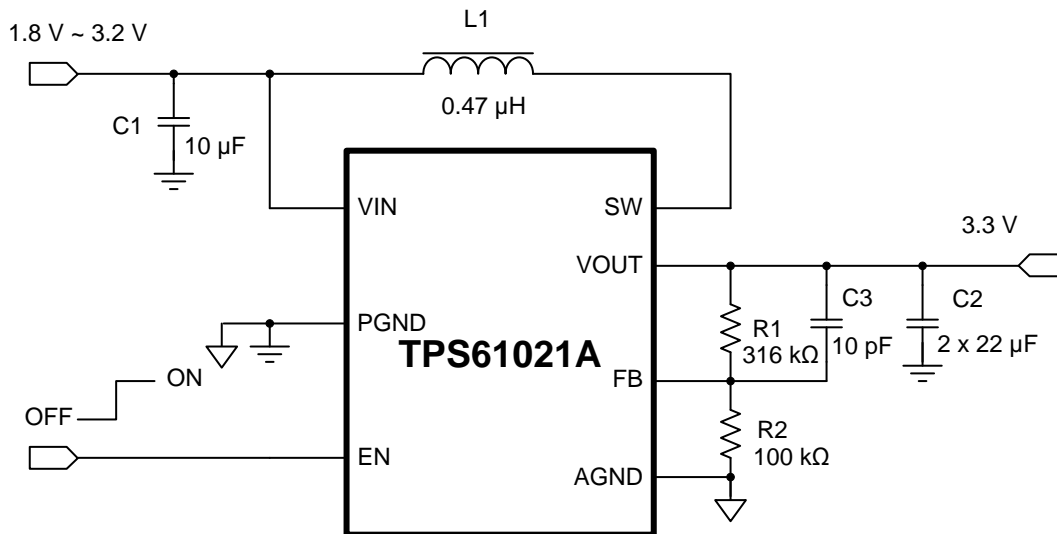 L1
1.8 V ~ 3.2 V
0.47 µH
C1
10 µF
VIN
SW
3.3 V
VOUT
C3
C2
PGND
R1
TPS61021A
316 kΩ
10 pF
2 x 22 µF
ON
FB
OFF
R2
EN
100 kΩ
AGND